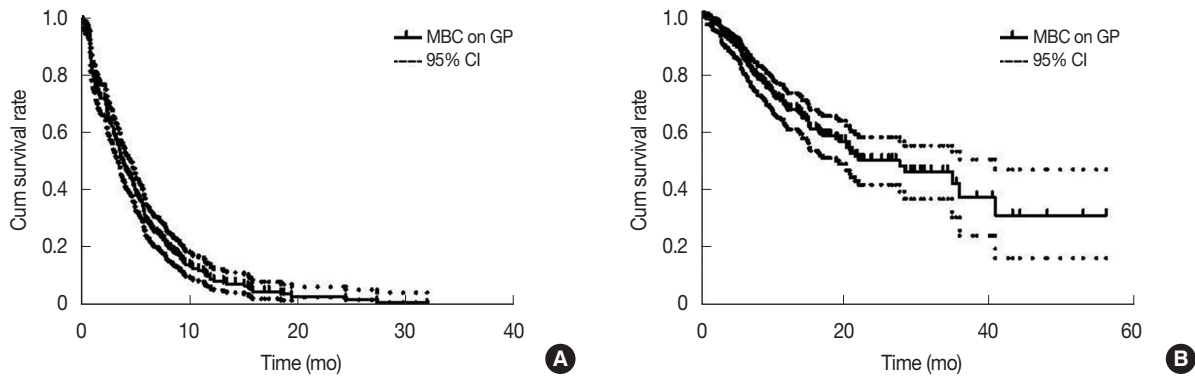 1.0
0.8
0.6
0.4
0.2
0
Cum survival rate
MBC on GP
95% CI
0 10 20 30 40
Time (mo)
A
1.0
0.8
0.6
0.4
0.2
0
Cum survival rate
MBC on GP
95% CI
0 20 40 60
Time (mo)
B